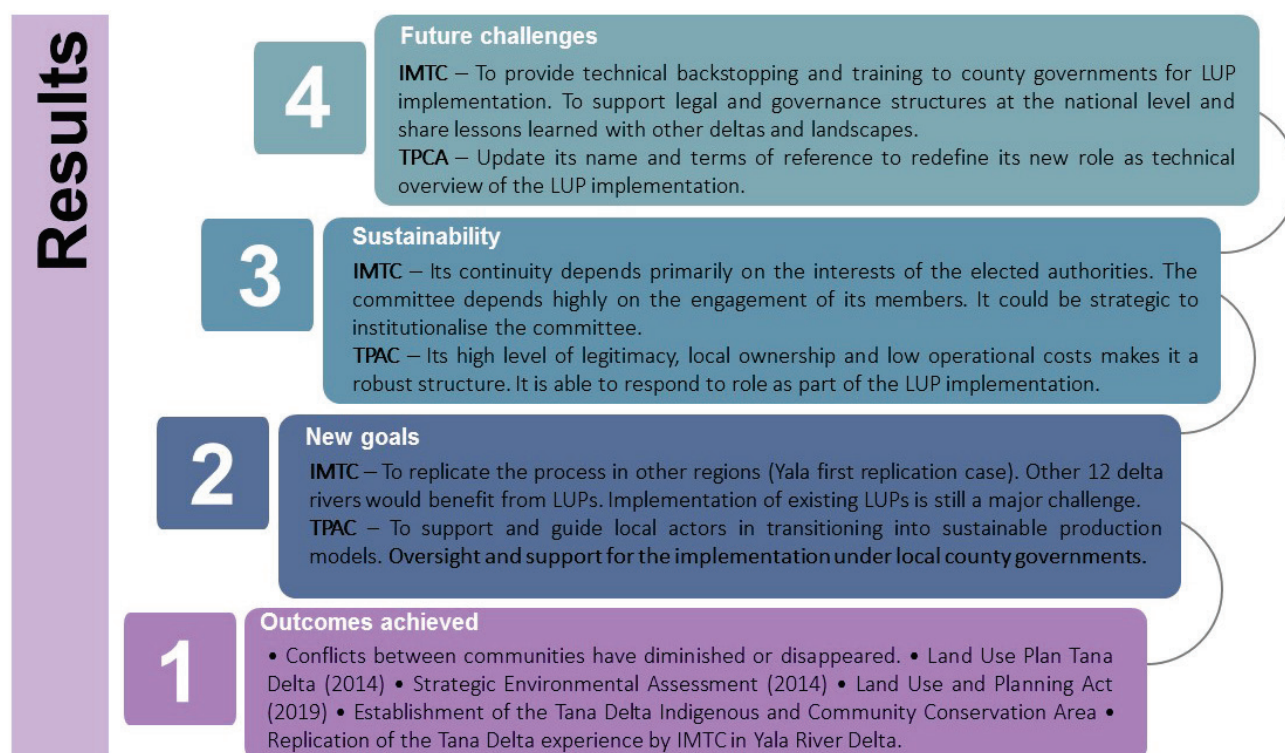 Results
4
Future challenges
IMTC – To provide technical backstopping and training to county governments for LUP
implementation. To support legal and governance structures at the national level and
share lessons learned with other deltas and landscapes.
TPCA – Update its name and terms of reference to redefine its new role as technical
overview of the LUP implementation.
3
Sustainability
IMTC – Its continuity depends primarily on the interests of the elected authorities. The
committee depends highly on the engagement of its members. It could be strategic to
institutionalise the committee.
TPAC – Its high level of legitimacy, local ownership and low operational costs makes it a
robust structure. It is able to respond to role as part of the LUP implementation.
2
New goals
IMTC – To replicate the process in other regions (Yala first replication case). Other 12 delta
rivers would benefit from LUPs. Implementation of existing LUPs is still a major challenge.
TPAC – To support and guide local actors in transitioning into sustainable production
models. Oversight and support for the implementation under local county governments.
1
Outcomes achieved
• Conflicts between communities have diminished or disappeared. • Land Use Plan Tana
Delta (2014) • Strategic Environmental Assessment (2014) • Land Use and Planning Act
(2019) • Establishment of the Tana Delta Indigenous and Community Conservation Area •
Replication of the Tana Delta experience by IMTC in Yala River Delta.